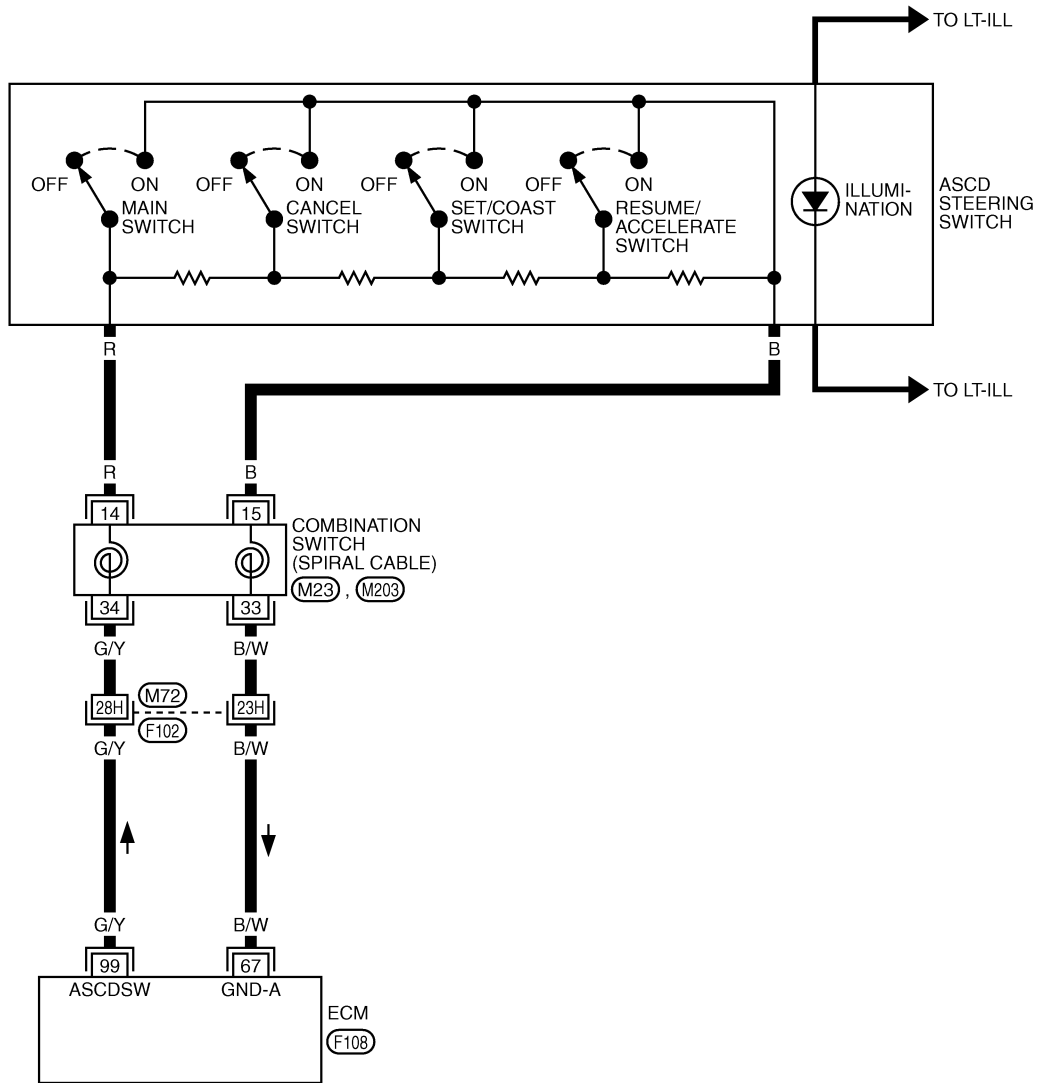 TO LT-ILL
OFF
ON
MAIN
SWITCH
OFF
ON
CANCEL
SWITCH
OFF
ON
SET/COAST
SWITCH
OFF
ON
RESUME/
ACCELERATE
SWITCH
ILLUMI-
NATION
ASCD
STEERING
SWITCH
R
B
TO LT-ILL
R
B
14
15
COMBINATION
SWITCH
(SPIRAL CABLE)
M23 , M203
34
33
G/Y
B/W
28H
M72
F102
23H
G/Y
B/W
G/Y
B/W
99
67
ASCDSW
GND-A
ECM
F108